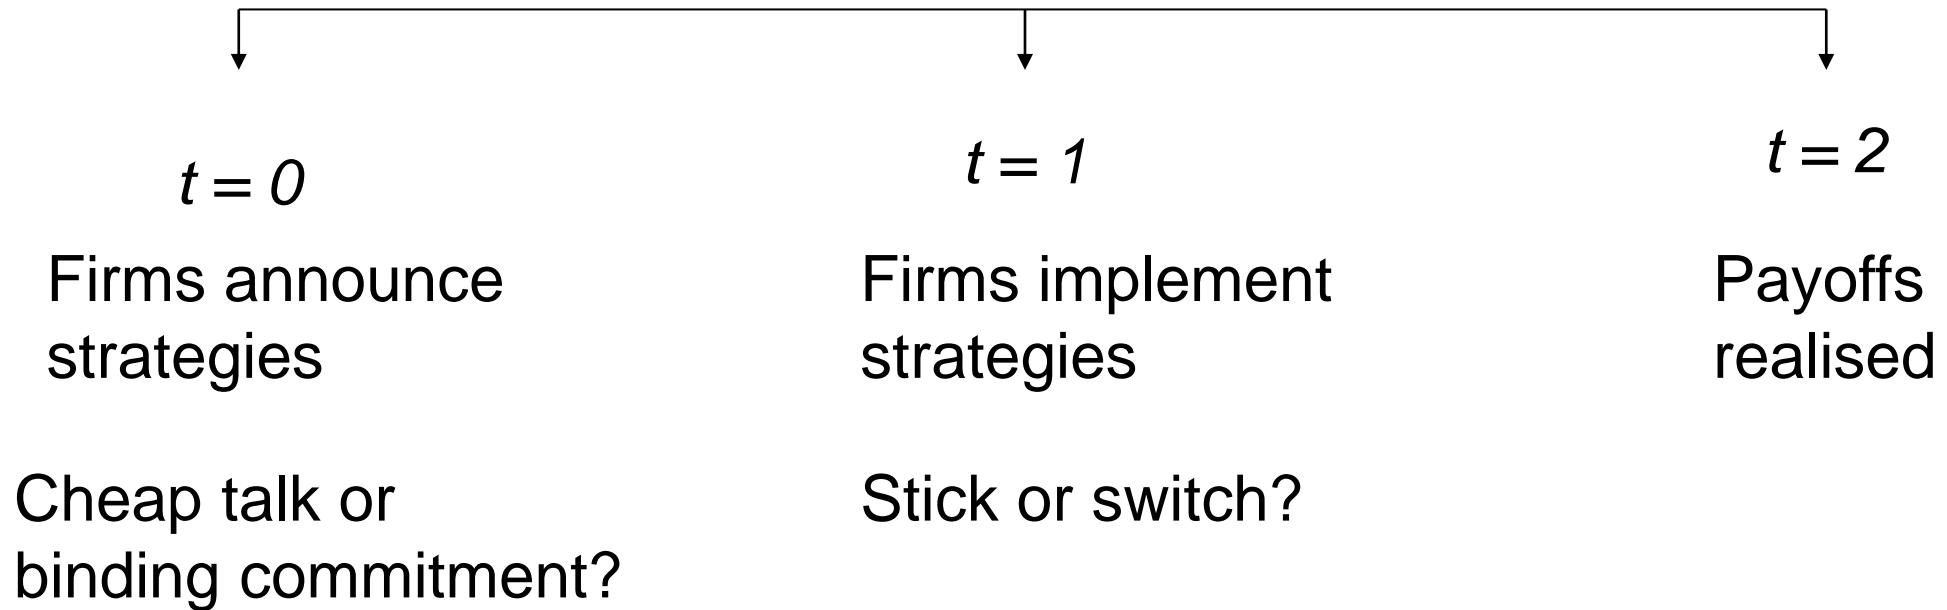 t = 0
Firms announce
strategies
Cheap talk or
binding commitment?
t = 1
Firms implement
strategies
Stick or switch?
t = 2
Payoffs
realised